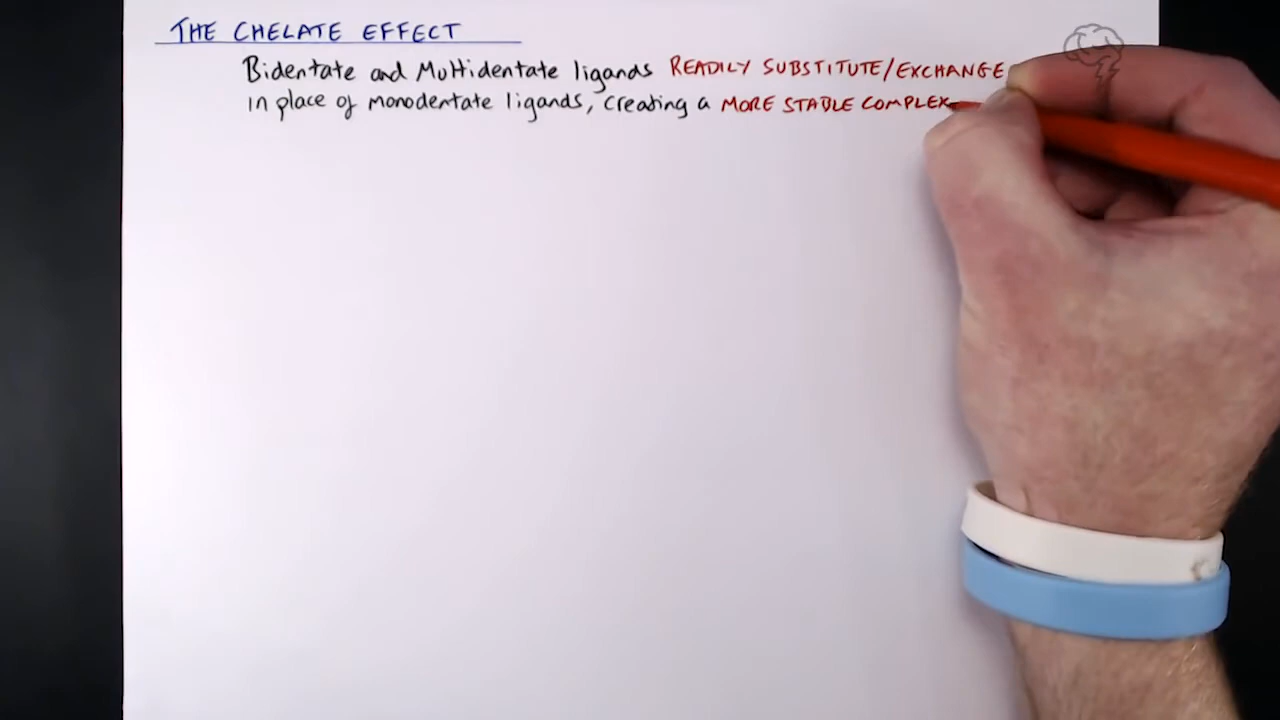 THE CHELATE EFFECT
Bidentate and Multidentate ligands READILY SUBSTITUTE/EXCHANGE
in place of monodentate ligands, creating a MORE STABLE COMPLEX